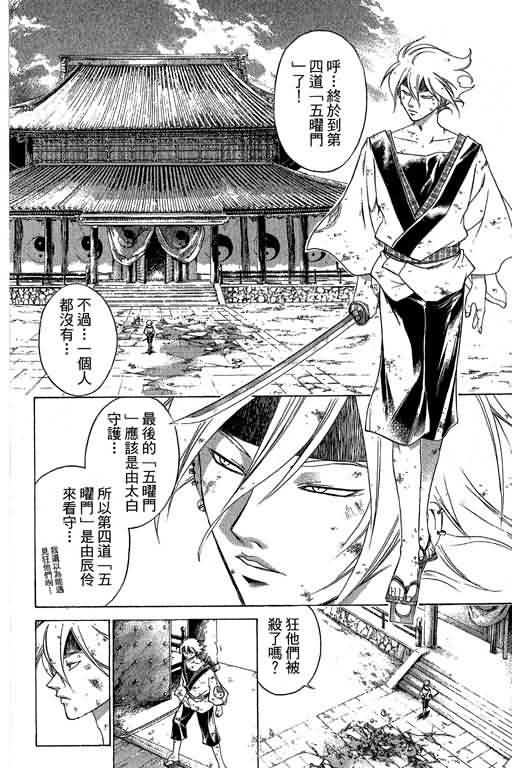 呼…終於到第
四道「五曜門
」了！
不過…一個人
都沒有…
最後的「五曜門
」應該是由太白
守護…
所以第四道「五
曜門」是由辰伶
來看守…
我還以為能遇
見狂他們啊…
狂他們被
殺了嗎？